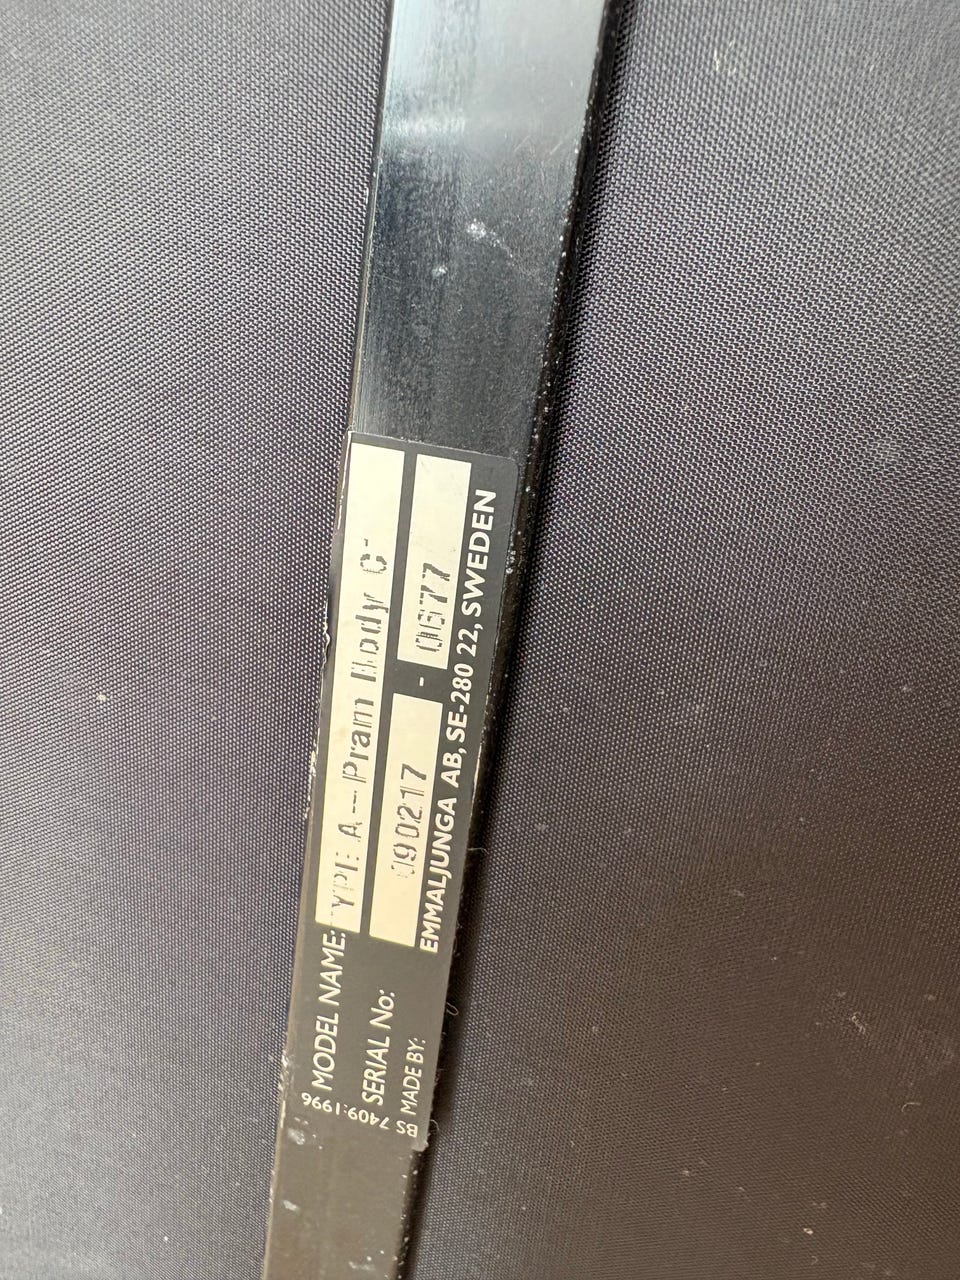 MODEL NAME: TYPE A--Pram Body C-
SERIAL No: 090217 - 0677
MADE BY: EMMALJUNGA AB, SE-280 22, SWEDEN
BS 7409:1996